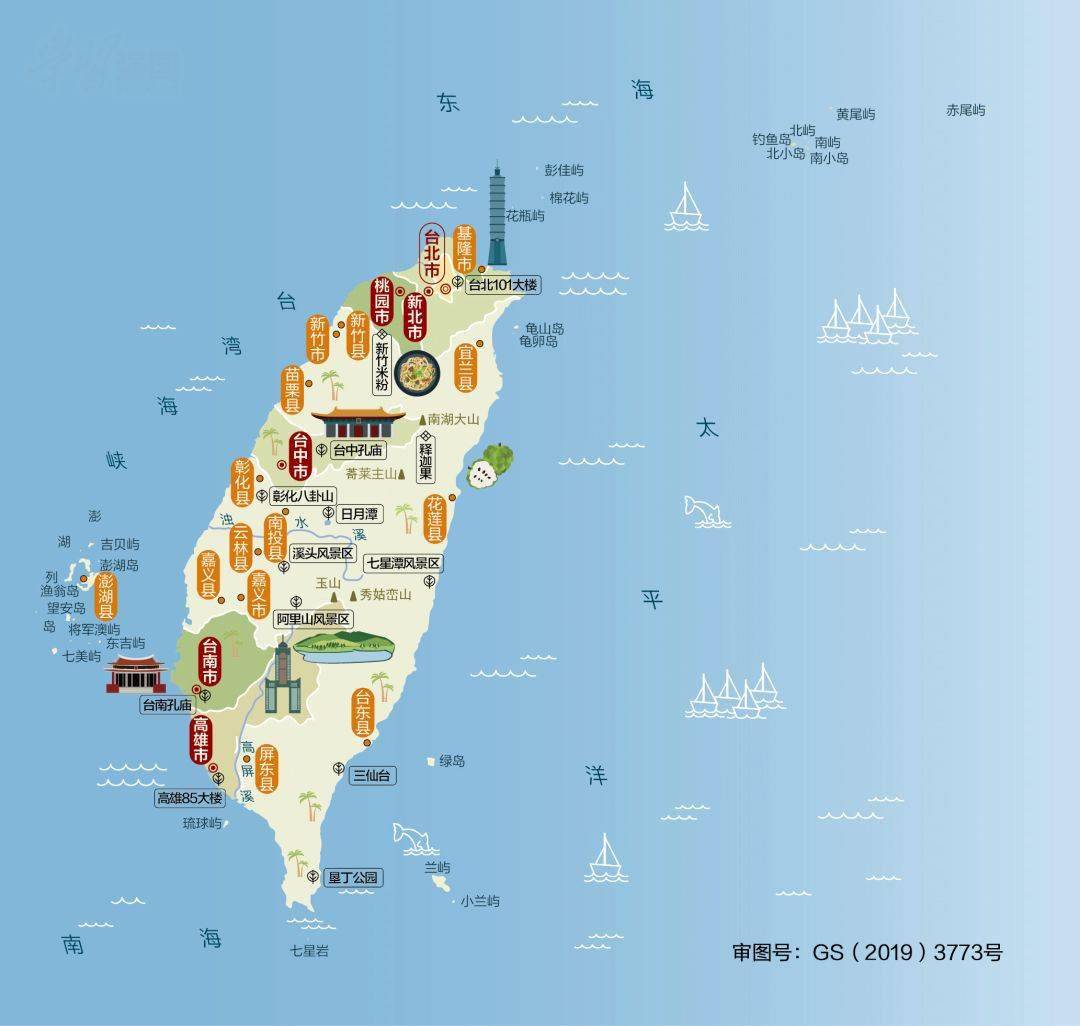 东海
黄尾屿
赤尾屿
北屿
钓鱼岛
南屿
北小岛
南小岛
彭佳屿
棉花屿
花瓶屿
台北市
基隆市
台北101大楼
桃园市
新北市
台湾海峡
新竹市
新竹县
新竹米粉
龟山岛
龟卵岛
宜兰县
苗栗县
南湖大山
太平洋
台中市
台中孔庙
释迦果
彰化县
蓍莱主山
彰化八卦山
花莲县
日月潭
浊水溪
云林县
南投县
溪头风景区
七星潭风景区
澎湖列岛
吉贝屿
澎湖岛
澎湖县
渔翁岛
望安岛
将军澳屿
东吉屿
七美屿
嘉义县
嘉义市
玉山
秀姑峦山
阿里山风景区
台南市
台南孔庙
台东县
高雄市
高屏溪
屏东县
绿岛
三仙台
高雄85大楼
琉球屿
兰屿
垦丁公园
小兰屿
南海
七星岩
审图号：GS（2019）3773号